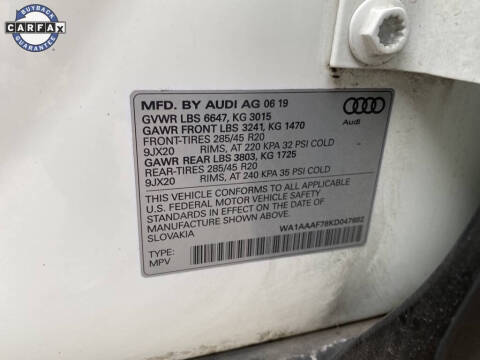 BUYBACK
CARFAX
GUARANTEE
MFD. BY AUDI AG 06 19
GVWR LBS 6647, KG 3015
GAWR FRONT LBS 3241, KG 1470
FRONT-TIRES 285/45 R20
9JX20 RIMS, AT 220 KPA 32 PSI COLD
GAWR REAR LBS 3803, KG 1725
REAR-TIRES 285/45 R20
9JX20 RIMS, AT 240 KPA 35 PSI COLD
THIS VEHICLE CONFORMS TO ALL APPLICABLE
U.S. FEDERAL MOTOR VEHICLE SAFETY
STANDARDS IN EFFECT ON THE DATE OF
MANUFACTURE SHOWN ABOVE.
SLOVAKIA
TYPE:
MPV
Audi